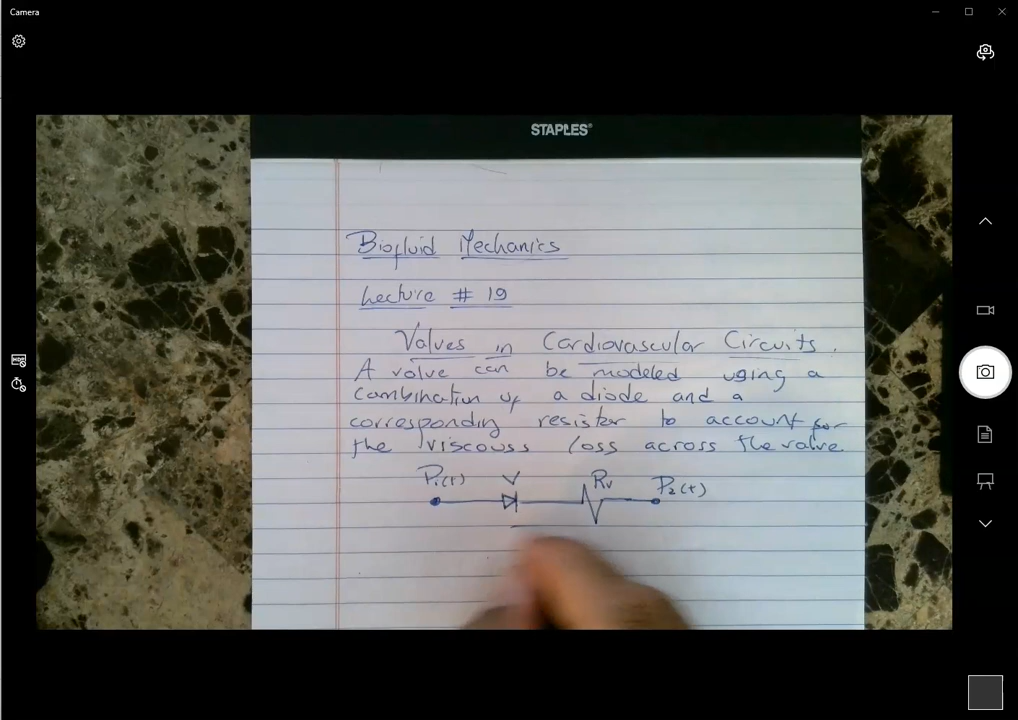 Camera
STAPLES®
Biofluid Mechanics
Lecture # 19
Valves in Cardiovascular Circuits.
A valve can be modeled using a
combination of a diode and a
corresponding resister to account for
the viscouss loss across the valve
P₁(t) V Rv P₂(t)